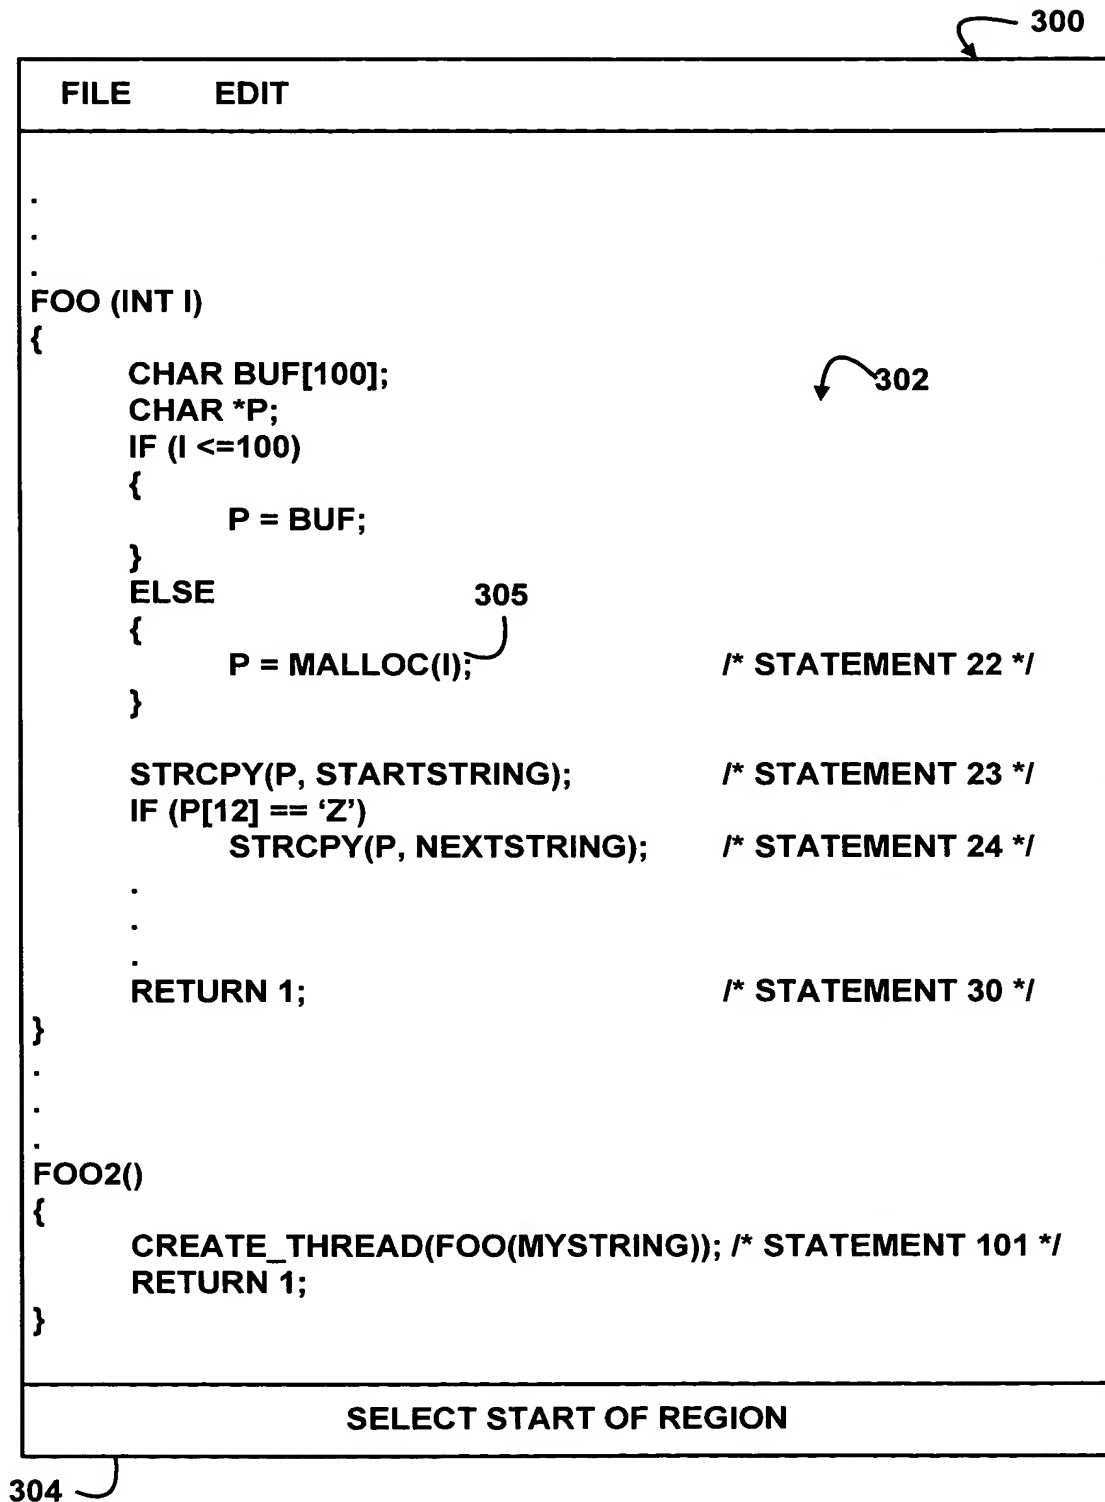 300
FILE EDIT
.
.
.
FOO (INT I)
{
CHAR BUF[100];
302
CHAR *P;
IF (I <=100)
{
P = BUF;
}
ELSE
305
{
P = MALLOC(I); /* STATEMENT 22 */
}
STRCPY(P, STARTSTRING); /* STATEMENT 23 */
IF (P[12] == ‘Z’)
STRCPY(P, NEXTSTRING); /* STATEMENT 24 */
.
.
.
RETURN 1; /* STATEMENT 30 */
}
.
.
.
FOO2()
{
CREATE_THREAD(FOO(MYSTRING)); /* STATEMENT 101 */
RETURN 1;
}
SELECT START OF REGION
304